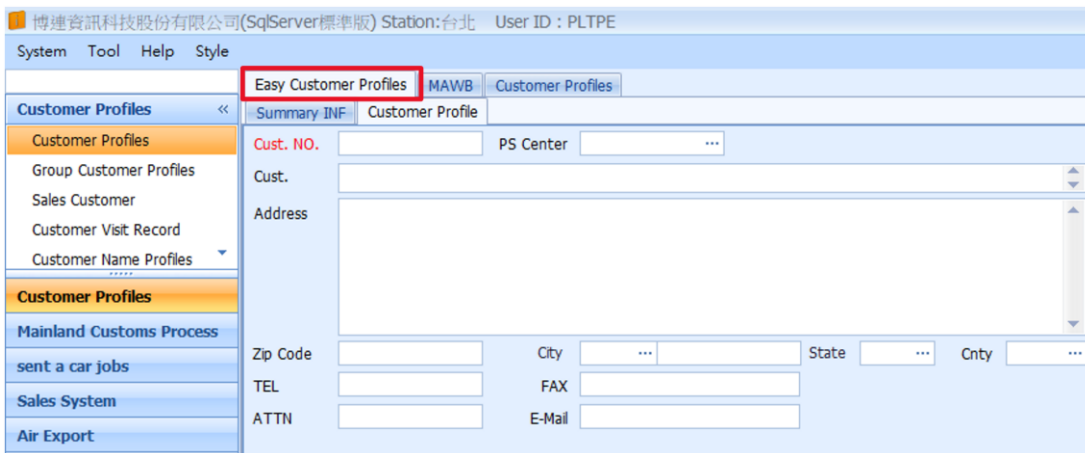 博連資訊科技股份有限公司(SqlServer標準版) Station:台北 User ID : PLTPE
System Tool Help Style
Easy Customer Profiles MAWB Customer Profiles
Customer Profiles «
Summary INF Customer Profile
Customer Profiles
Group Customer Profiles
Sales Customer
Customer Visit Record
Customer Name Profiles
Customer Profiles
Mainland Customs Process
sent a car jobs
Sales System
Air Export
Cust. NO. PS Center ...
Cust.
Address
Zip Code City ... State ... Cnty ...
TEL FAX
ATTN E-Mail